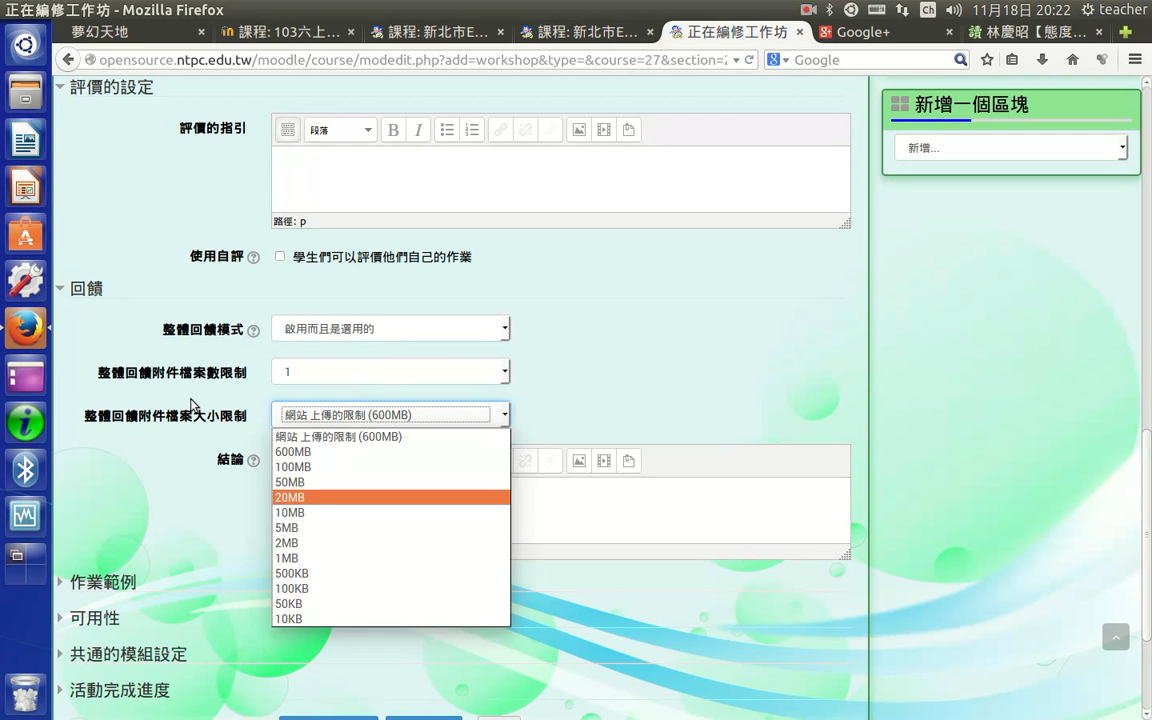 正在編修工作坊 - Mozilla Firefox
Ch
11月18日 20:22
teacher
夢幻天地
課程: 103六上...
課程: 新北市E...
課程: 新北市E...
正在編修工作坊
Google+
林慶昭【態度...
opensource.ntpc.edu.tw/moodle/course/modedit.php?add=workshop&type=&course=27&section=
Google
評價的設定
新增一個區塊
新增...
評價的指引
段落
B
I
路徑: p
使用自評
學生們可以評價他們自己的作業
回饋
整體回饋模式
啟用而且是選用的
整體回饋附件檔案數限制
1
整體回饋附件檔案大小限制
網站 上傳的限制 (600MB)
網站 上傳的限制 (600MB)
600MB
100MB
50MB
20MB
10MB
5MB
2MB
1MB
500KB
100KB
50KB
10KB
結論
作業範例
可用性
共通的模組設定
活動完成進度